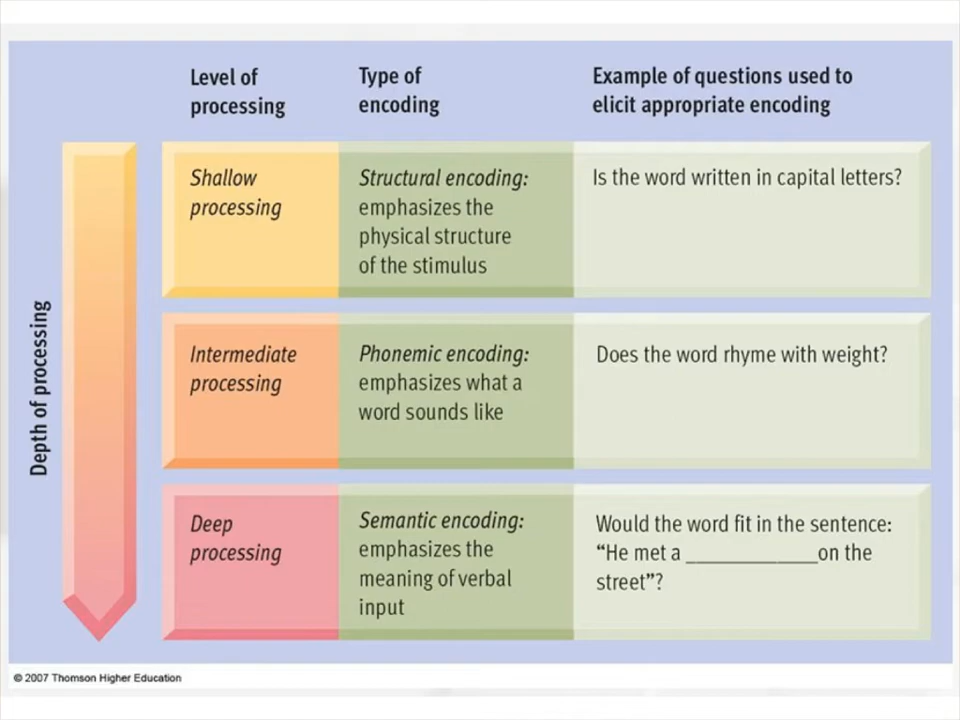 Level of
processing
Type of
encoding
Example of questions used to
elicit appropriate encoding
Depth of processing
Shallow
processing
Structural encoding:
emphasizes the
physical structure
of the stimulus
Is the word written in capital letters?
Intermediate
processing
Phonemic encoding:
emphasizes what a
word sounds like
Does the word rhyme with weight?
Deep
processing
Semantic encoding:
emphasizes the
meaning of verbal
input
Would the word fit in the sentence:
“He met a ____________on the
street”?
© 2007 Thomson Higher Education